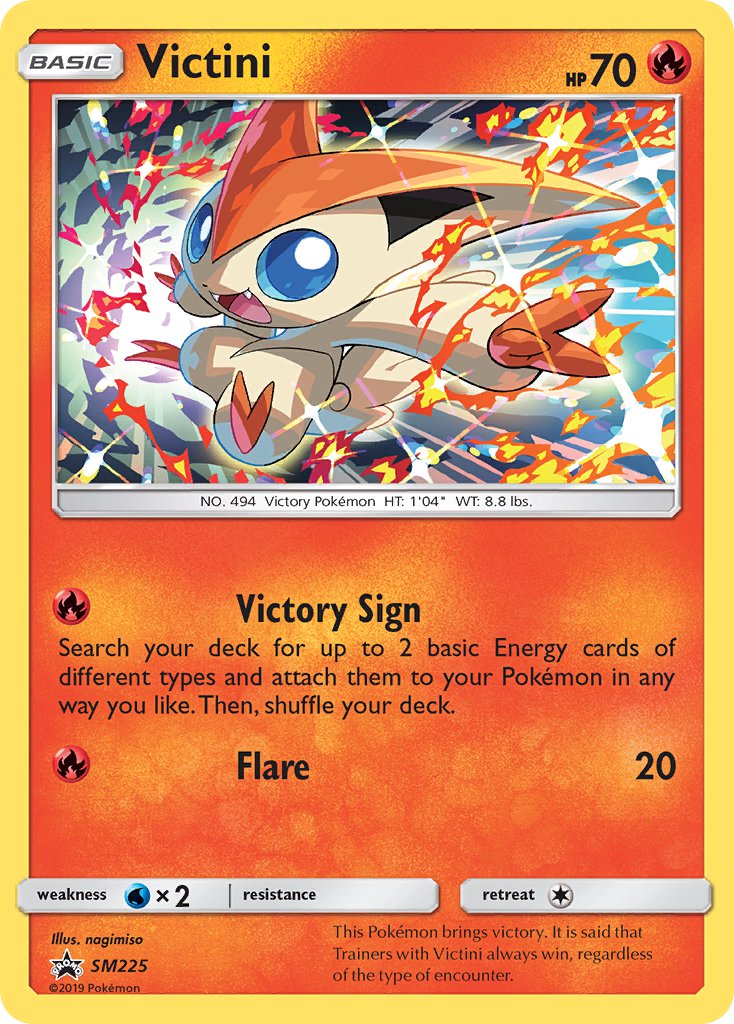 BASIC Victini HP 70
NO. 494 Victory Pokémon HT: 1'04" WT: 8.8 lbs.
Victory Sign
Search your deck for up to 2 basic Energy cards of
different types and attach them to your Pokémon in any
way you like. Then, shuffle your deck.
Flare 20
weakness × 2 resistance retreat
Illus. nagimiso
PROMO SM225
©2019 Pokémon
This Pokémon brings victory. It is said that
Trainers with Victini always win, regardless
of the type of encounter.